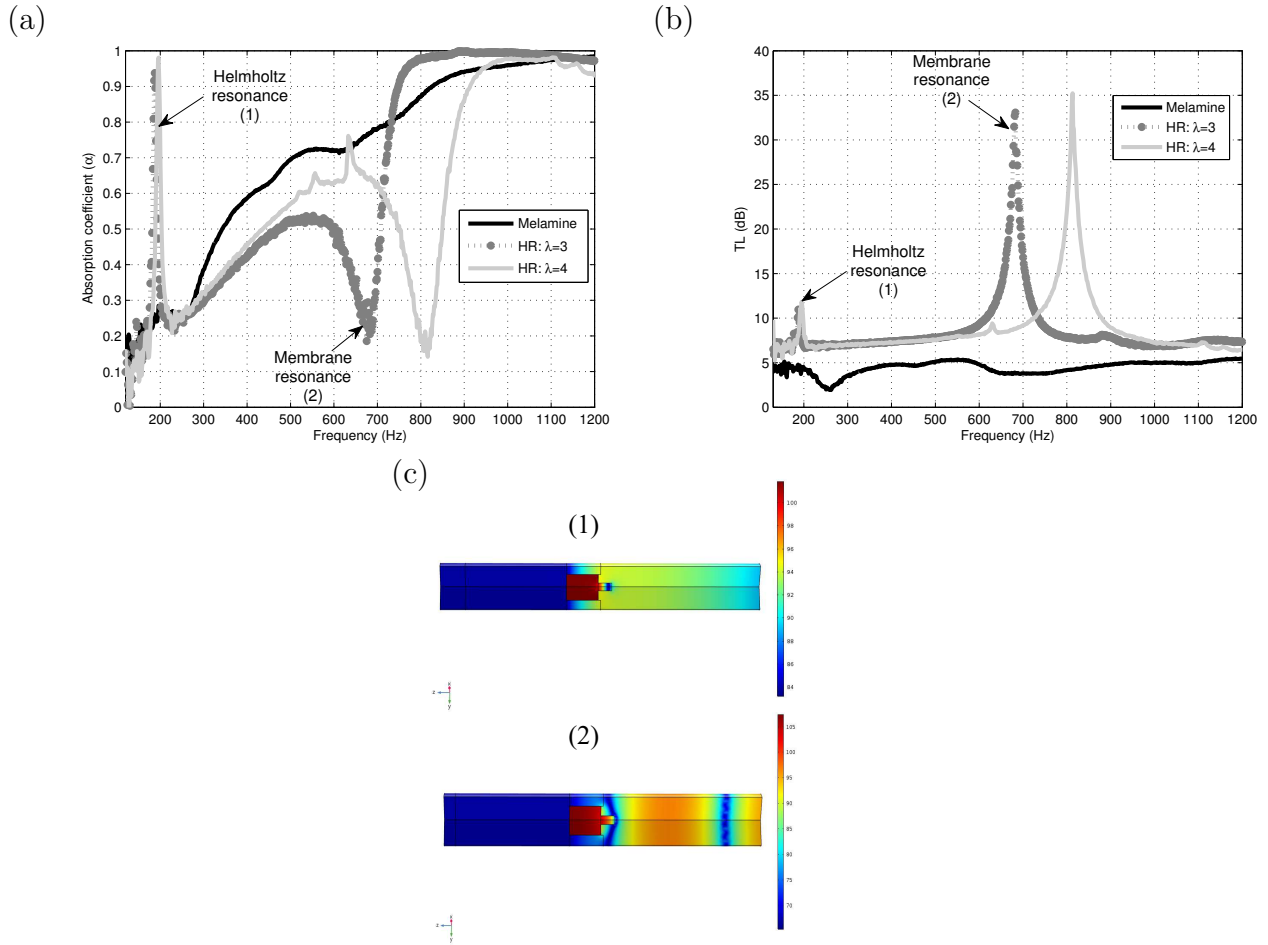 (a)
1
0.9
0.8
0.7
0.6
0.5
0.4
0.3
0.2
0.1
0
Absorption coefficient (α)
Helmholtz
resonance
(1)
Membrane
resonance
(2)
Melamine
HR: λ=3
HR: λ=4
200 300 400 500 600 700 800 900 1000 1100 1200
Frequency (Hz)
(b)
40
35
30
25
20
15
10
5
0
TL (dB)
Membrane
resonance
(2)
Helmholtz
resonance
(1)
Melamine
HR: λ=3
HR: λ=4
200 300 400 500 600 700 800 900 1000 1100 1200
Frequency (Hz)
(c)
(1)
100
98
96
94
92
90
88
86
84
x
z
y
(2)
105
100
95
90
85
80
75
70
x
z
y